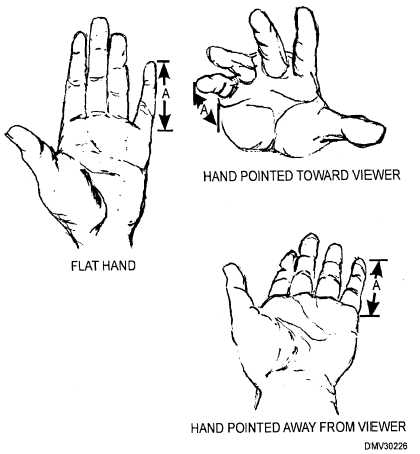 A
FLAT HAND
A
HAND POINTED TOWARD VIEWER
A
HAND POINTED AWAY FROM VIEWER
DMV30226